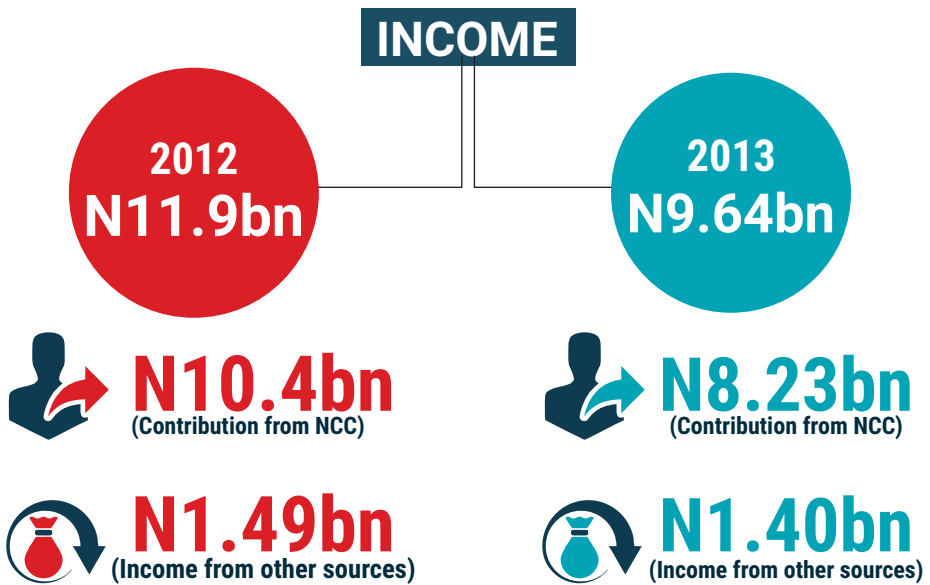 INCOME
2012
N11.9bn
2013
N9.64bn
N10.4bn
(Contribution from NCC)
N8.23bn
(Contribution from NCC)
N1.49bn
(Income from other sources)
N1.40bn
(Income from other sources)